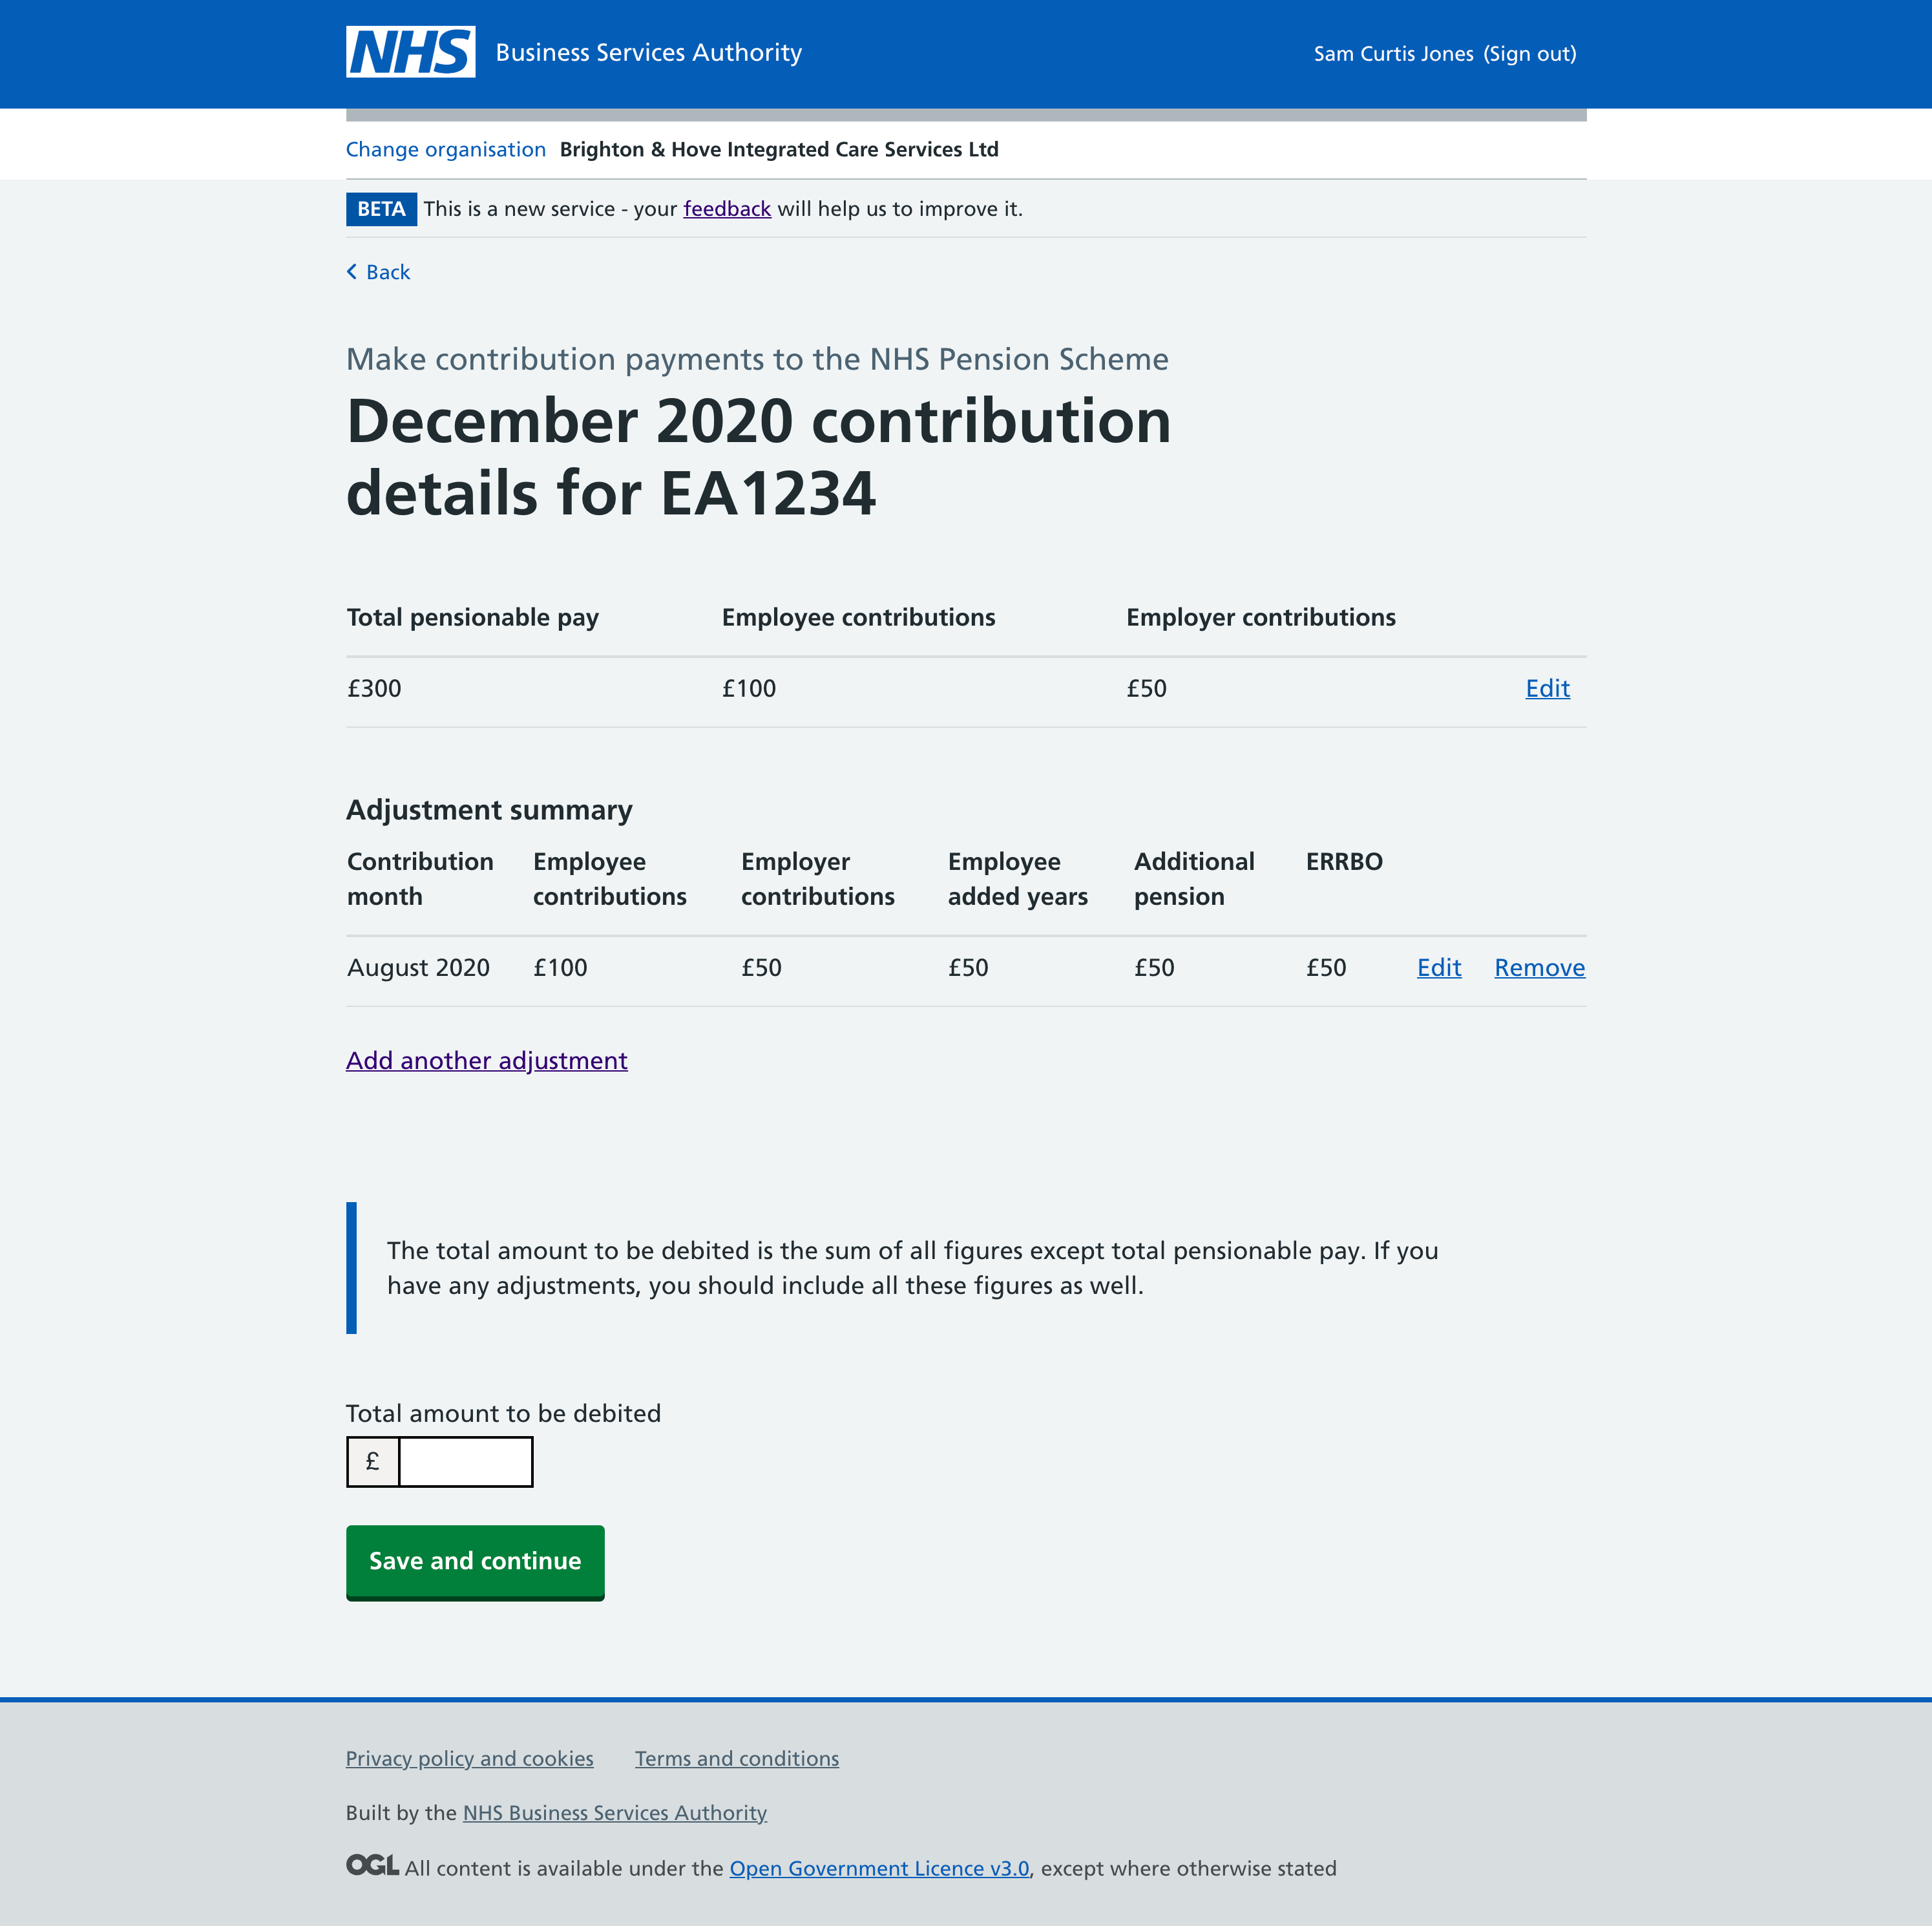 NHS Business Services Authority
Sam Curtis Jones (Sign out)
Change organisation Brighton & Hove Integrated Care Services Ltd
BETA This is a new service - your feedback will help us to improve it.
Back
Make contribution payments to the NHS Pension Scheme
December 2020 contribution
details for EA1234
Total pensionable pay Employee contributions Employer contributions
£300 £100 £50 Edit
Adjustment summary
Contribution month Employee contributions Employer contributions Employee added years Additional pension ERRBO
August 2020 £100 £50 £50 £50 £50 Edit Remove
Add another adjustment
The total amount to be debited is the sum of all figures except total pensionable pay. If you
have any adjustments, you should include all these figures as well.
Total amount to be debited
£
Save and continue
Privacy policy and cookies Terms and conditions
Built by the NHS Business Services Authority
OGL All content is available under the Open Government Licence v3.0, except where otherwise stated